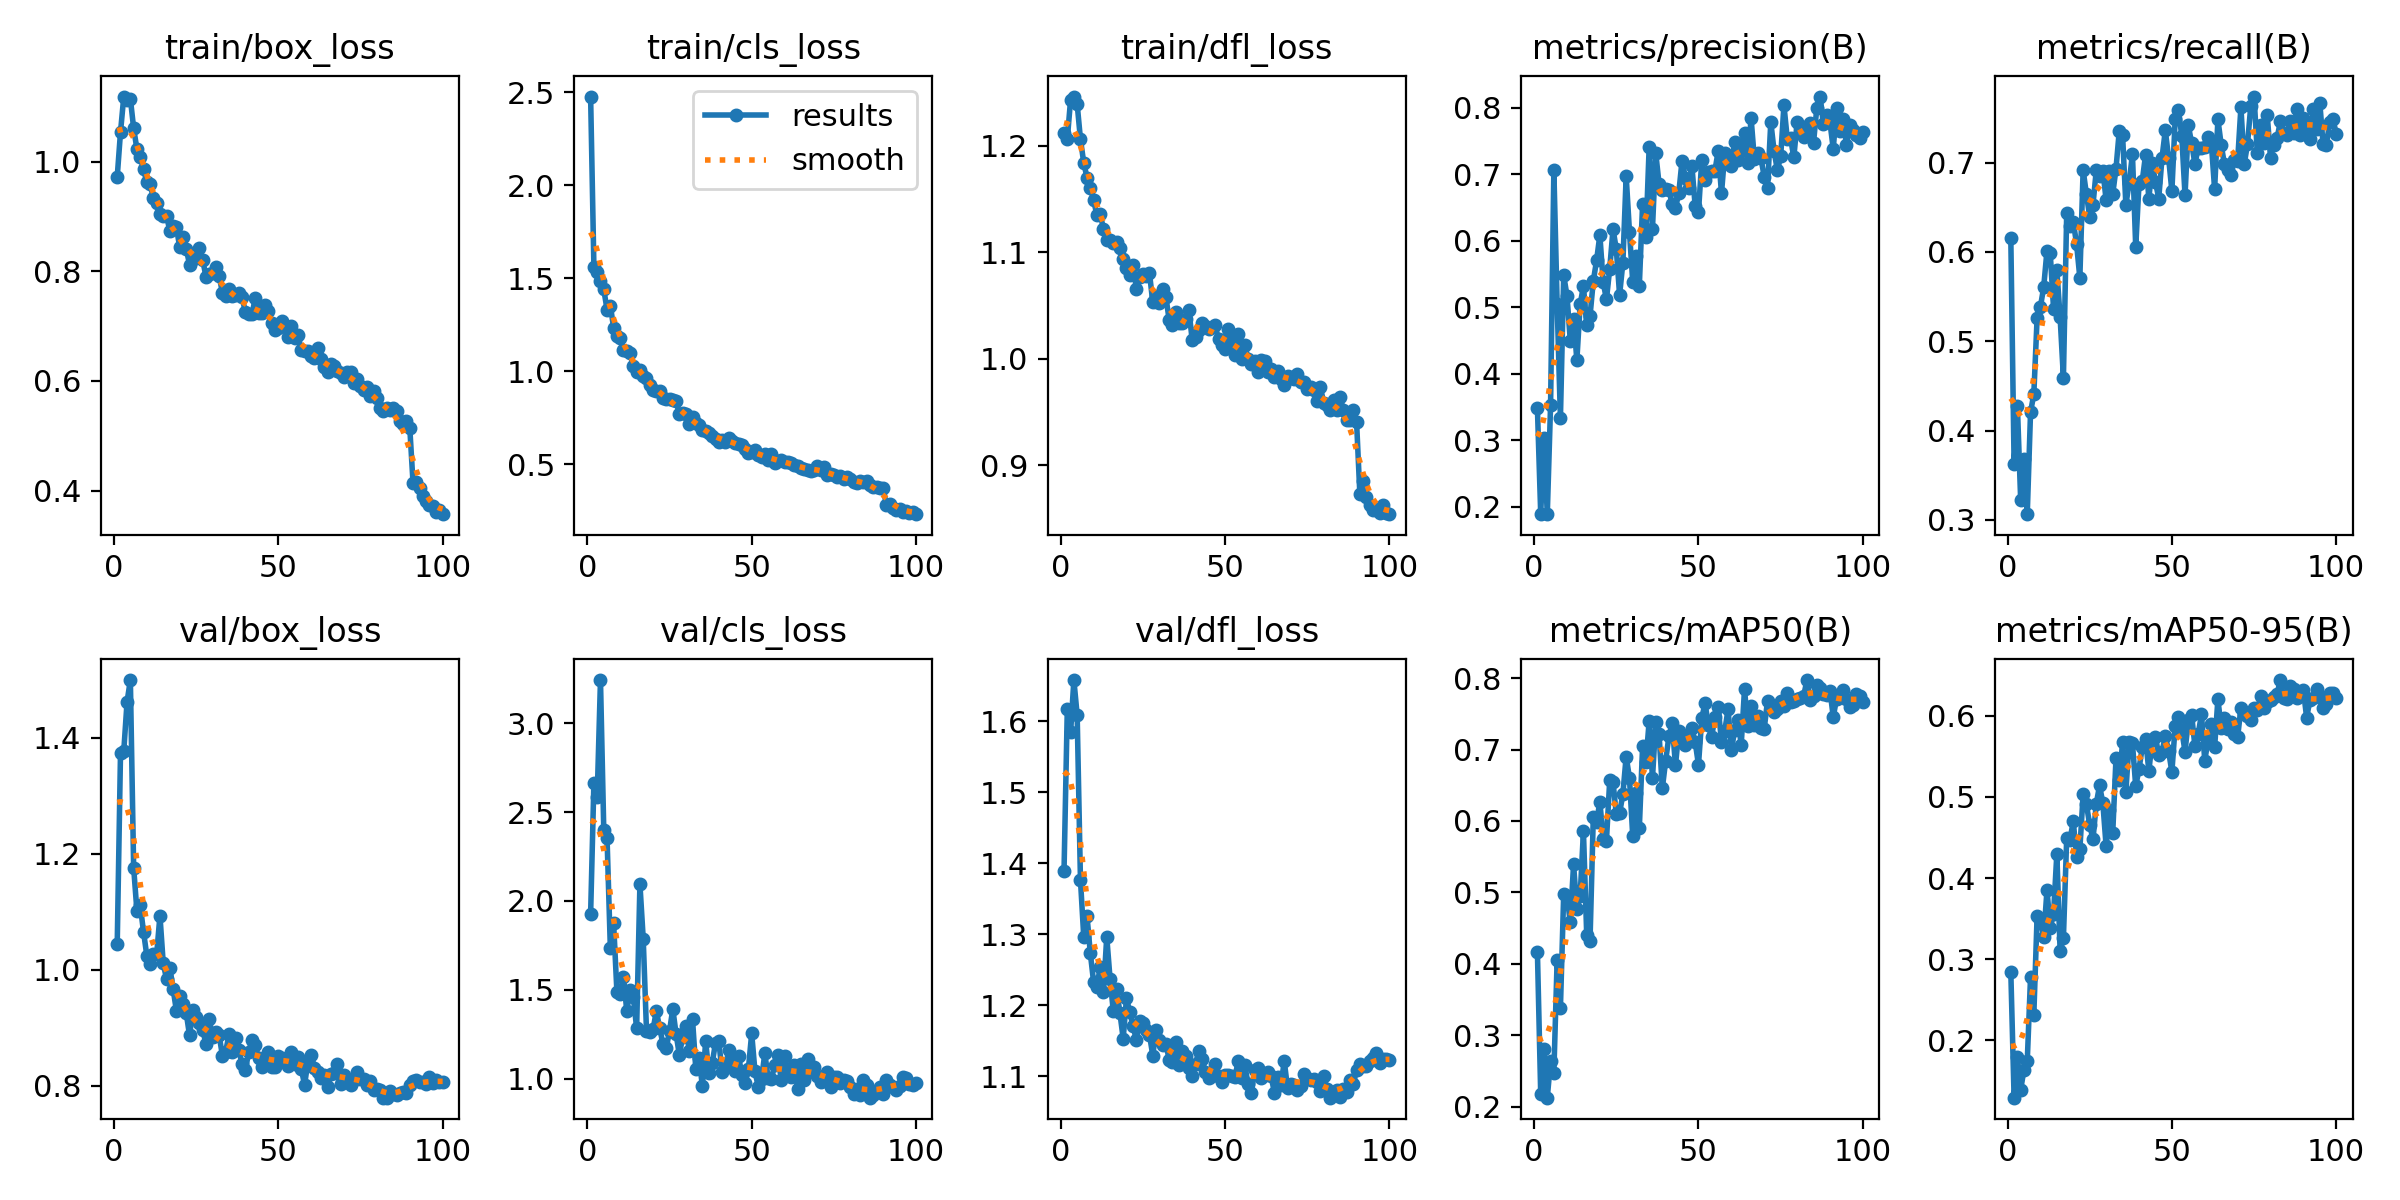 train/box_loss
1.0
0.8
0.6
0.4
0 50 100
train/cls_loss
results
smooth
2.5
2.0
1.5
1.0
0.5
0 50 100
train/dfl_loss
1.2
1.1
1.0
0.9
0 50 100
metrics/precision(B)
0.8
0.7
0.6
0.5
0.4
0.3
0.2
0 50 100
metrics/recall(B)
0.7
0.6
0.5
0.4
0.3
0 50 100
val/box_loss
1.4
1.2
1.0
0.8
0 50 100
val/cls_loss
3.0
2.5
2.0
1.5
1.0
0 50 100
val/dfl_loss
1.6
1.5
1.4
1.3
1.2
1.1
0 50 100
metrics/mAP50(B)
0.8
0.7
0.6
0.5
0.4
0.3
0.2
0 50 100
metrics/mAP50-95(B)
0.6
0.5
0.4
0.3
0.2
0 50 100